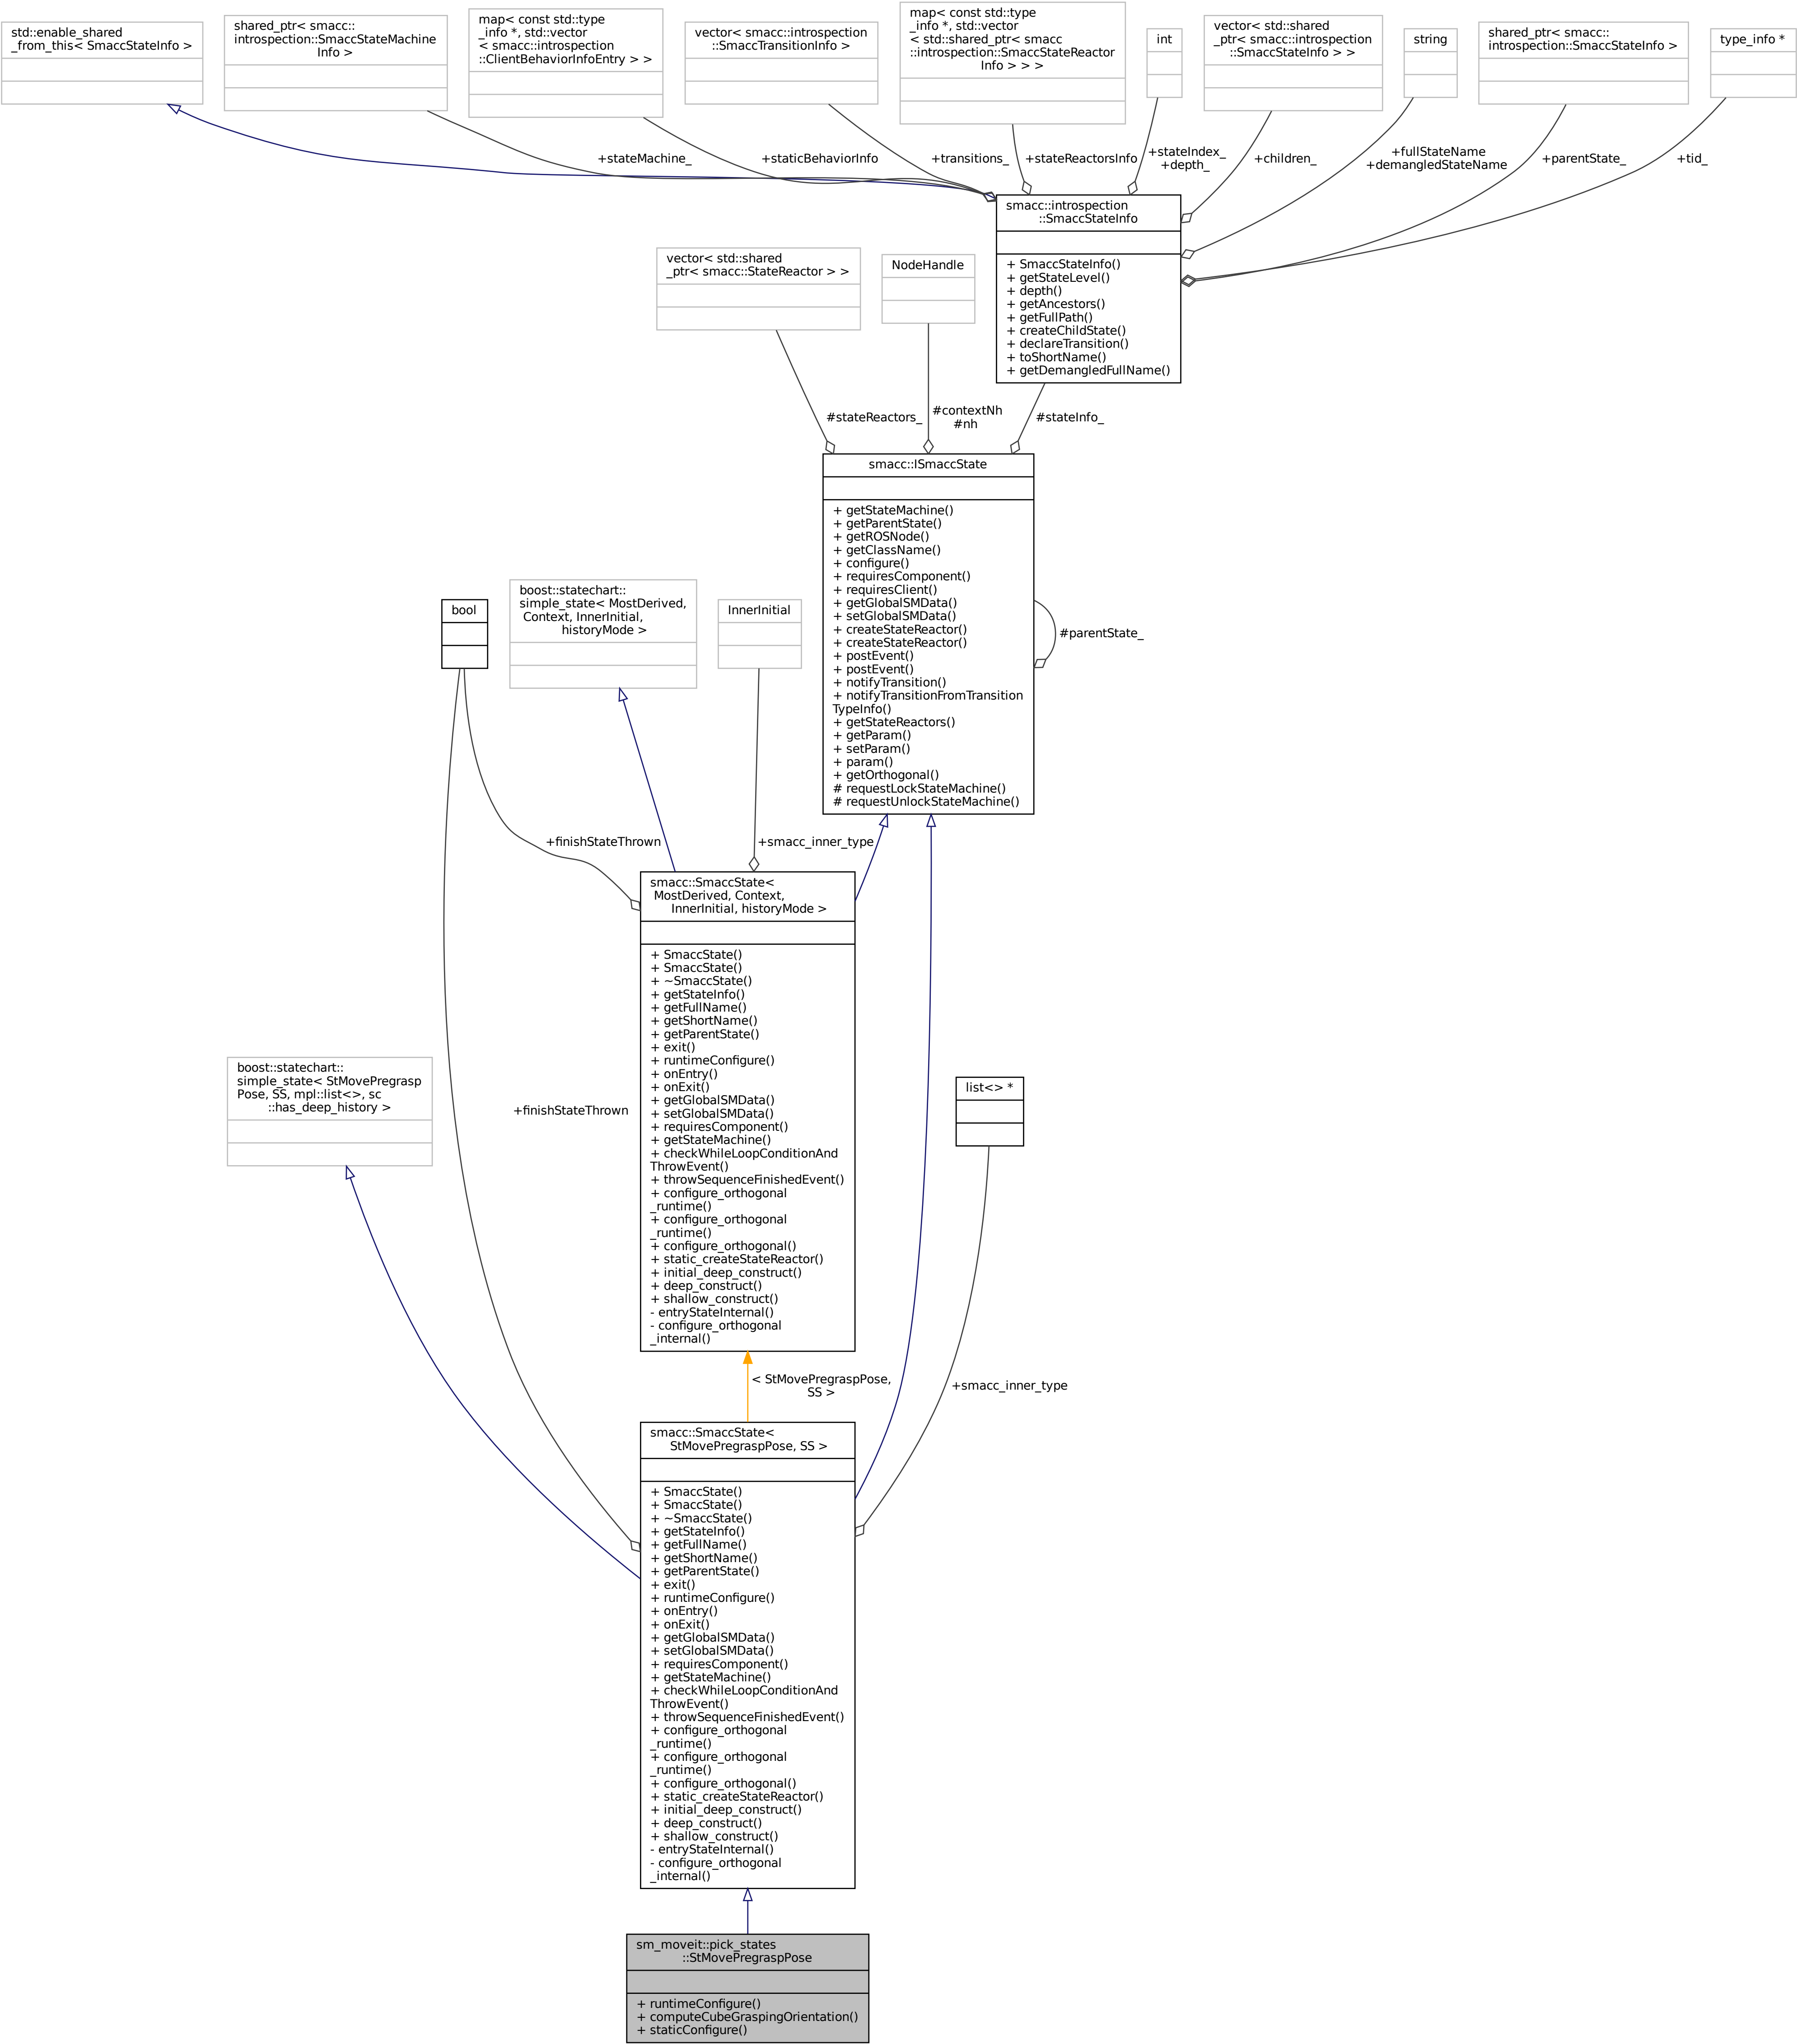 std::enable_shared
_from_this< SmaccStateInfo >
shared_ptr< smacc::
introspection::SmaccStateMachine
Info >
map< const std::type
_info *, std::vector
< smacc::introspection
::ClientBehaviorInfoEntry > >
vector< smacc::introspection
::SmaccTransitionInfo >
map< const std::type
_info *, std::vector
< std::shared_ptr< smacc
::introspection::SmaccStateReactor
Info > > >
int
vector< std::shared
_ptr< smacc::introspection
::SmaccStateInfo > >
string
shared_ptr< smacc::
introspection::SmaccStateInfo >
type_info *
+stateMachine_
+staticBehaviorInfo
+transitions_
+stateReactorsInfo
+stateIndex_
+depth_
+children_
+fullStateName
+demangledStateName
+parentState_
+tid_
smacc::introspection
::SmaccStateInfo
+ SmaccStateInfo()
+ getStateLevel()
+ depth()
+ getAncestors()
+ getFullPath()
+ createChildState()
+ declareTransition()
+ toShortName()
+ getDemangledFullName()
vector< std::shared
_ptr< smacc::StateReactor > >
NodeHandle
#stateReactors_
#contextNh
#nh
#stateInfo_
smacc::ISmaccState
+ getStateMachine()
+ getParentState()
+ getROSNode()
+ getClassName()
+ configure()
+ requiresComponent()
+ requiresClient()
+ getGlobalSMData()
+ setGlobalSMData()
+ createStateReactor()
+ createStateReactor()
+ postEvent()
+ postEvent()
+ notifyTransition()
+ notifyTransitionFromTransition
TypeInfo()
+ getStateReactors()
+ getParam()
+ setParam()
+ param()
+ getOrthogonal()
# requestLockStateMachine()
# requestUnlockStateMachine()
#parentState_
bool
boost::statechart::
simple_state< MostDerived,
Context, InnerInitial,
historyMode >
InnerInitial
+finishStateThrown
+smacc_inner_type
smacc::SmaccState<
MostDerived, Context,
InnerInitial, historyMode >
+ SmaccState()
+ SmaccState()
+ ~SmaccState()
+ getStateInfo()
+ getFullName()
+ getShortName()
+ getParentState()
+ exit()
+ runtimeConfigure()
+ onEntry()
+ onExit()
+ getGlobalSMData()
+ setGlobalSMData()
+ requiresComponent()
+ getStateMachine()
+ checkWhileLoopConditionAnd
ThrowEvent()
+ throwSequenceFinishedEvent()
+ configure_orthogonal
_runtime()
+ configure_orthogonal
_runtime()
+ configure_orthogonal()
+ static_createStateReactor()
+ initial_deep_construct()
+ deep_construct()
+ shallow_construct()
- entryStateInternal()
- configure_orthogonal
_internal()
boost::statechart::
simple_state< StMovePregrasp
Pose, SS, mpl::list<>, sc
::has_deep_history >
+finishStateThrown
list<> *
< StMovePregraspPose,
SS >
+smacc_inner_type
smacc::SmaccState<
StMovePregraspPose, SS >
+ SmaccState()
+ SmaccState()
+ ~SmaccState()
+ getStateInfo()
+ getFullName()
+ getShortName()
+ getParentState()
+ exit()
+ runtimeConfigure()
+ onEntry()
+ onExit()
+ getGlobalSMData()
+ setGlobalSMData()
+ requiresComponent()
+ getStateMachine()
+ checkWhileLoopConditionAnd
ThrowEvent()
+ throwSequenceFinishedEvent()
+ configure_orthogonal
_runtime()
+ configure_orthogonal
_runtime()
+ configure_orthogonal()
+ static_createStateReactor()
+ initial_deep_construct()
+ deep_construct()
+ shallow_construct()
- entryStateInternal()
- configure_orthogonal
_internal()
sm_moveit::pick_states
::StMovePregraspPose
+ runtimeConfigure()
+ computeCubeGraspingOrientation()
+ staticConfigure()